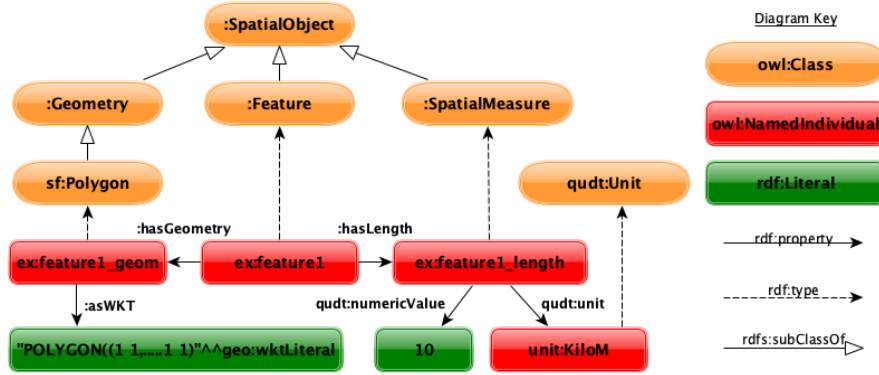 :SpatialObject
Diagram Key
owl:Class
:Geometry
:Feature
:SpatialMeasure
owl:NamedIndividual
sf:Polygon
qudt:Unit
rdf:Literal
:hasGeometry
:hasLength
rdf:property
ex:feature1_geom
ex:feature1
ex:feature1_length
:asWKT
qudt:numericValue
qudt:unit
rdf:type
"POLYGON((1 1,....1 1)"^^geo:wktLiteral
10
unit:KiloM
rdfs:subClassOf